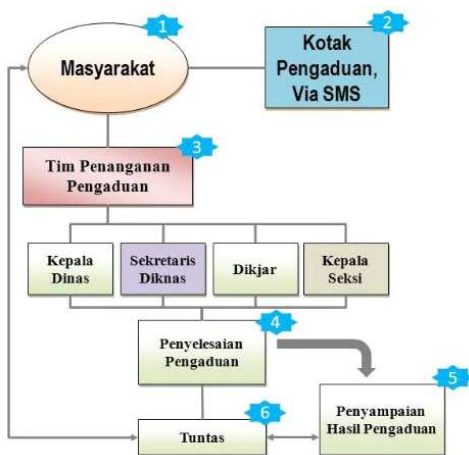 1
Masyarakat
2
Kotak
Pengaduan,
Via SMS
3
Tim Penanganan
Pengaduan
Kepala
Dinas
Sekretaris
Diknas
Dikjar
Kepala
Seksi
4
Penyelesaian
Pengaduan
5
Penyampaian
Hasil Pengaduan
6
Tuntas